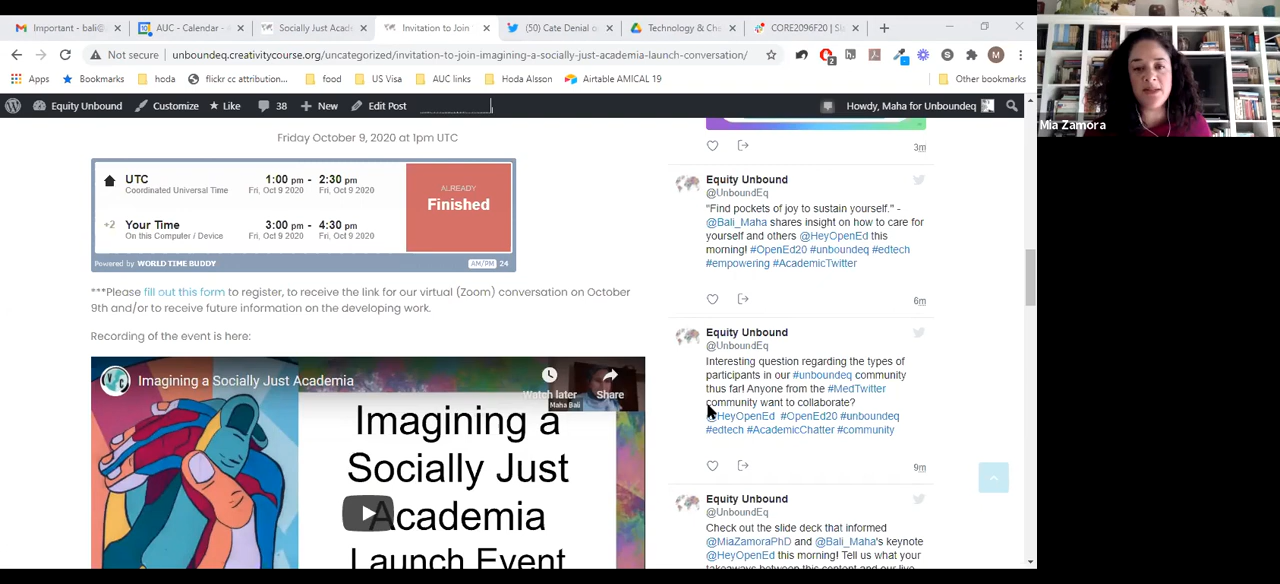 Important - bali@
AUC - Calendar -
Socially Just Aca
Invitation to Join
(50) Cate Denial o
Technology & Ch
CORE2096F20 | Sl
Not secure
unboundeq.creativitycourse.org/uncategorized/invitation-to-join-imagining-a-socially-just-academia-launch-conversation/
2
M
Apps
Bookmarks
hoda
flickr cc attribution...
food
US Visa
AUC links
Hoda Alsson
Airtable AMICAL 19
Other bookmarks
Equity Unbound
Customize
Like
38
New
Edit Post
Howdy, Maha for Unboundeq
Mia Zamora
Friday October 9, 2020 at 1pm UTC
UTC
Coordinated Universal Time
1:00 pm - 2:30 pm
Fri, Oct 9 2020 Fri, Oct 9 2020
+2
Your Time
On this Computer / Device
3:00 pm - 4:30 pm
Fri, Oct 9 2020 Fri, Oct 9 2020
ALREADY
Finished
Powered by WORLD TIME BUDDY
AM/PM 24
***Please fill out this form to register, to receive the link for our virtual (Zoom) conversation on October
9th and/or to receive future information on the developing work.
Recording of the event is here:
Imagining a Socially Just Academia
Watch later
Share
Maha Bali
Imagining a
Socially Just
Academia
Launch Event
3m
Equity Unbound
@UnboundEq
"Find pockets of joy to sustain yourself." -
@Bali_Maha shares insight on how to care for
yourself and others @HeyOpenEd this
morning! #OpenEd20 #unboundeq #edtech
#empowering #AcademicTwitter
6m
Equity Unbound
@UnboundEq
Interesting question regarding the types of
participants in our #unboundeq community
thus far! Anyone from the #MedTwitter
community want to collaborate?
@HeyOpenEd #OpenEd20 #unboundeq
#edtech #AcademicChatter #community
9m
Equity Unbound
@UnboundEq
Check out the slide deck that informed
@MiaZamoraPhD and @Bali_Maha's keynote
@HeyOpenEd this morning! Tell us what your
takeaways between this content and our live